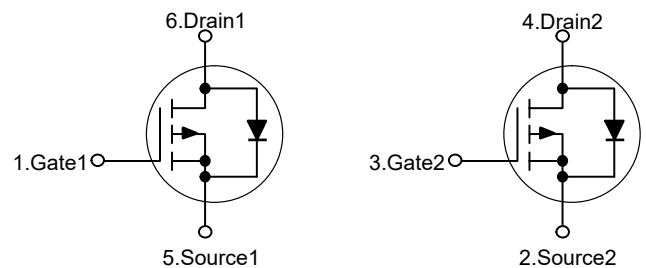 6.Drain1
4.Drain2
1.Gate1
3.Gate2
5.Source1
2.Source2